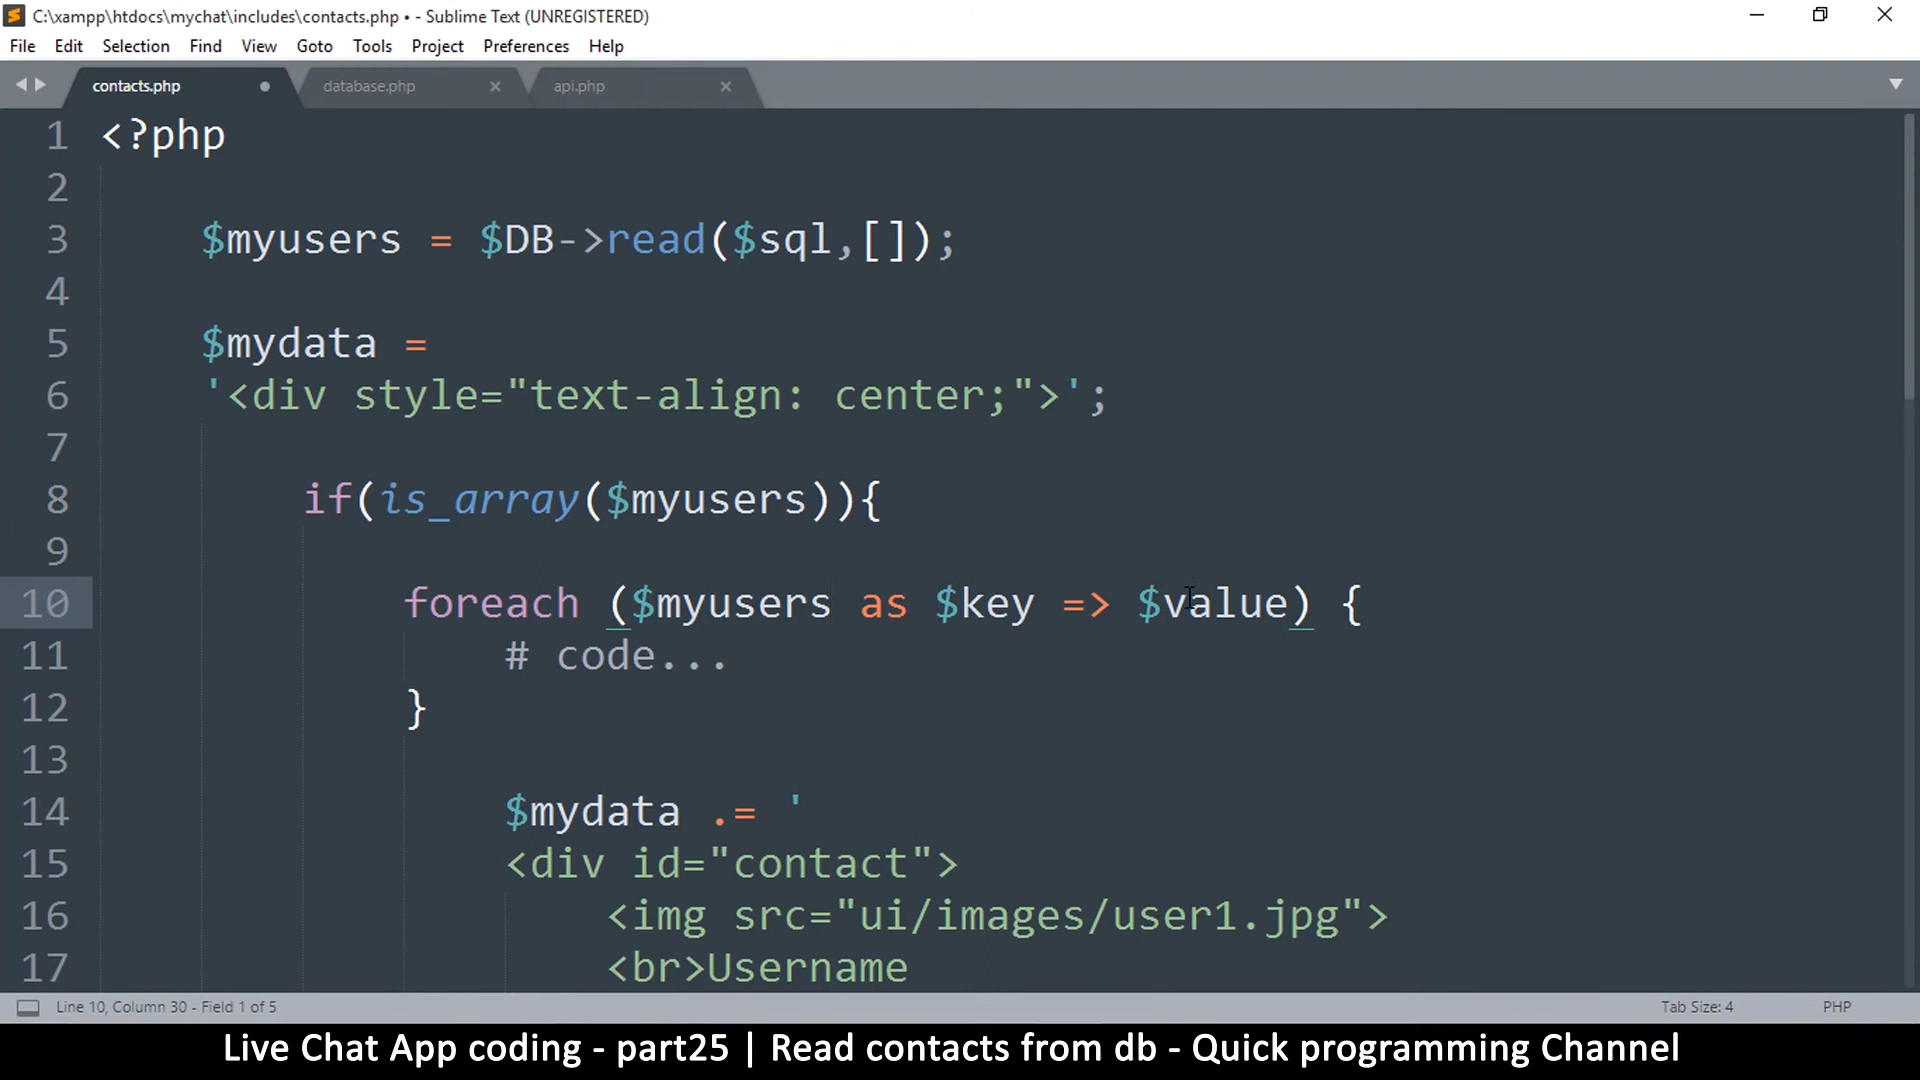 C:\xampp\htdocs\mychat\includes\contacts.php • - Sublime Text (UNREGISTERED)
File Edit Selection Find View Goto Tools Project Preferences Help
contacts.php database.php api.php
1 <?php
2
3 $myusers = $DB->read($sql,[]);
4
5 $mydata =
6 '<div style="text-align: center;">';
7
8 if(is_array($myusers)){
9
10 foreach ($myusers as $key => $value) {
11 # code...
12 }
13
14 $mydata .= '
15 <div id="contact">
16 <img src="ui/images/user1.jpg">
17 <br>Username
Line 10, Column 30 - Field 1 of 5 Tab Size: 4 PHP
Live Chat App coding - part25 | Read contacts from db - Quick programming Channel